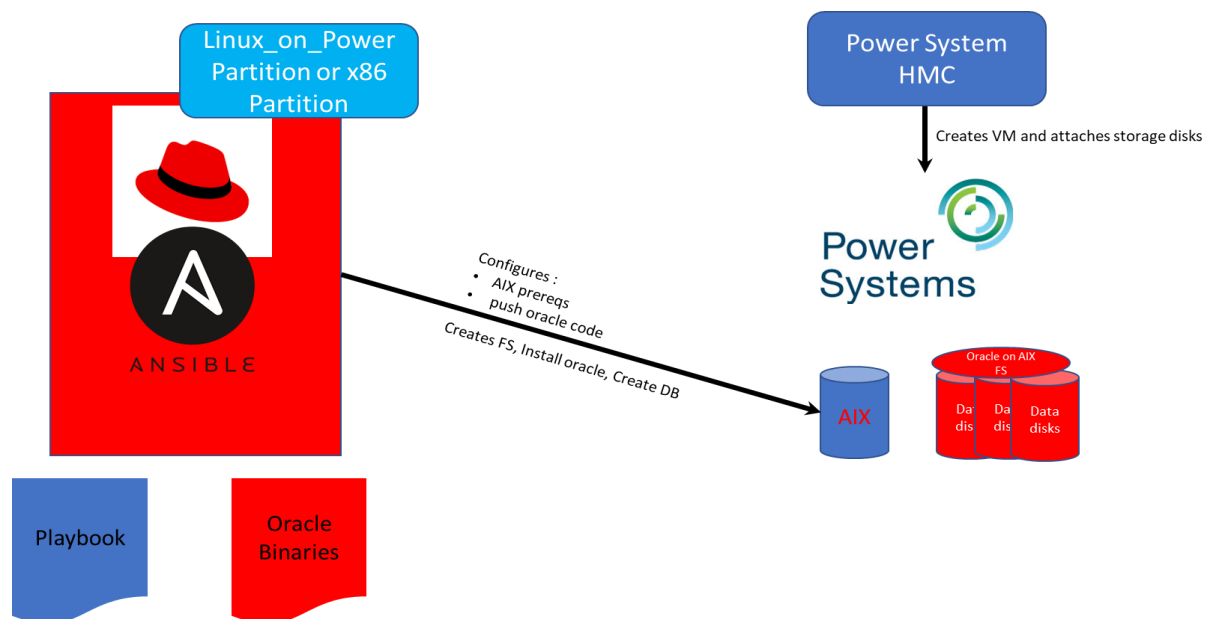 Linux_on_Power
Partition or x86
Partition
ANSIBLE
Playbook
Oracle
Binaries
Configures :
• AIX prereqs
• push oracle code
Creates FS, Install oracle, Create DB
Power System
HMC
Creates VM and attaches storage disks
Power
Systems
AIX
Oracle on AIX
FS
Data
disks